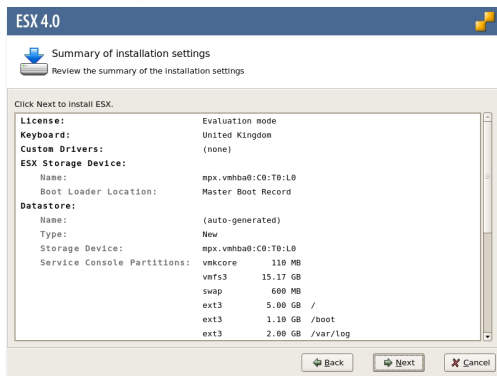 ESX 4.0
Summary of installation settings
Review the summary of the installation settings
Click Next to install ESX.
License: Evaluation mode
Keyboard: United Kingdom
Custom Drivers: (none)
ESX Storage Device:
Name: mpx.vmhba0:C0:T0:L0
Boot Loader Location: Master Boot Record
Datastore:
Name: (auto-generated)
Type: New
Storage Device: mpx.vmhba0:C0:T0:L0
Service Console Partitions: vmkcore 110 MB
vmfs3 15.17 GB
swap 600 MB
ext3 5.00 GB /
ext3 1.10 GB /boot
ext3 2.00 GB /var/log
Back Next Cancel